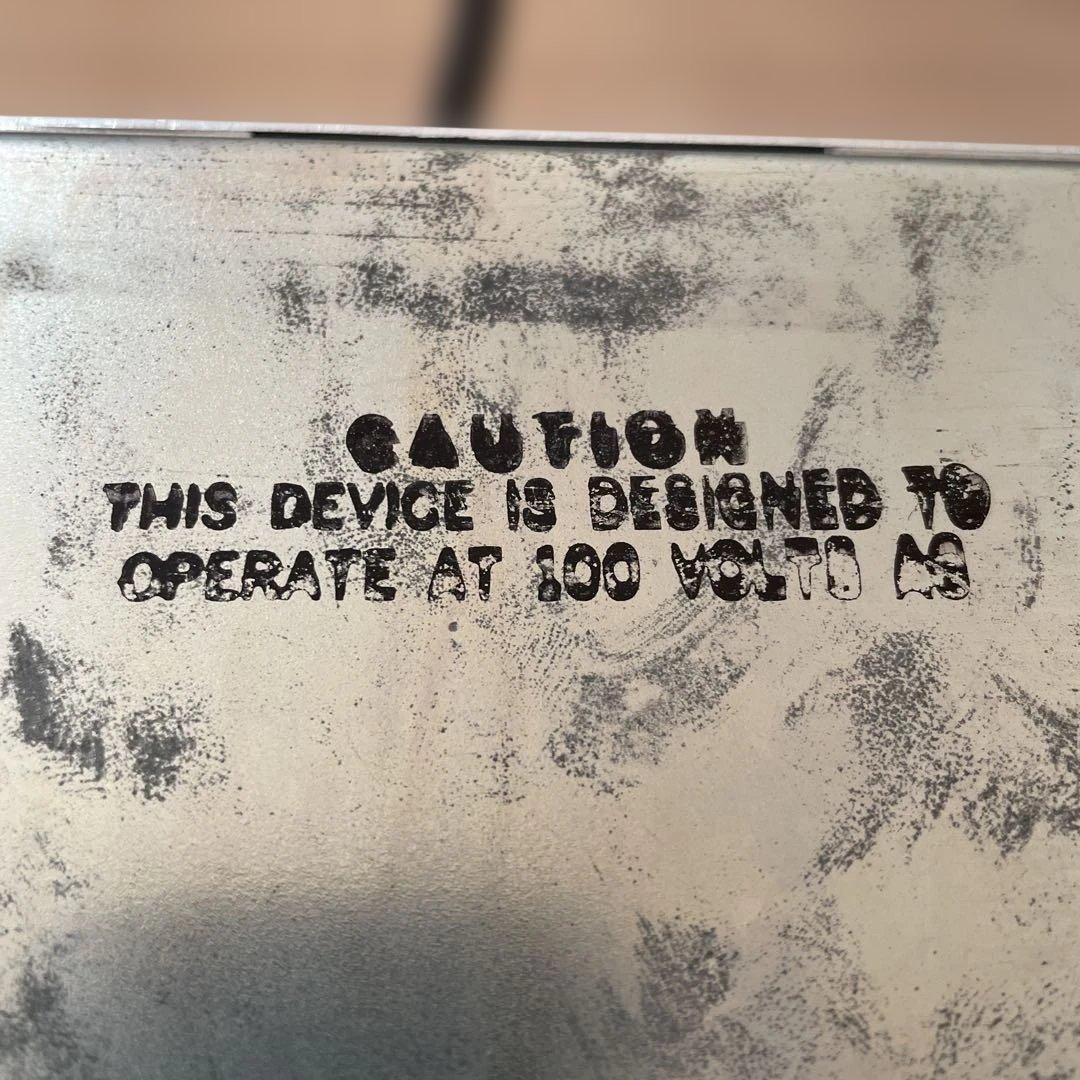 CAUTION
THIS DEVICE IS DESIGNED TO
OPERATE AT 100 VOLTS AC